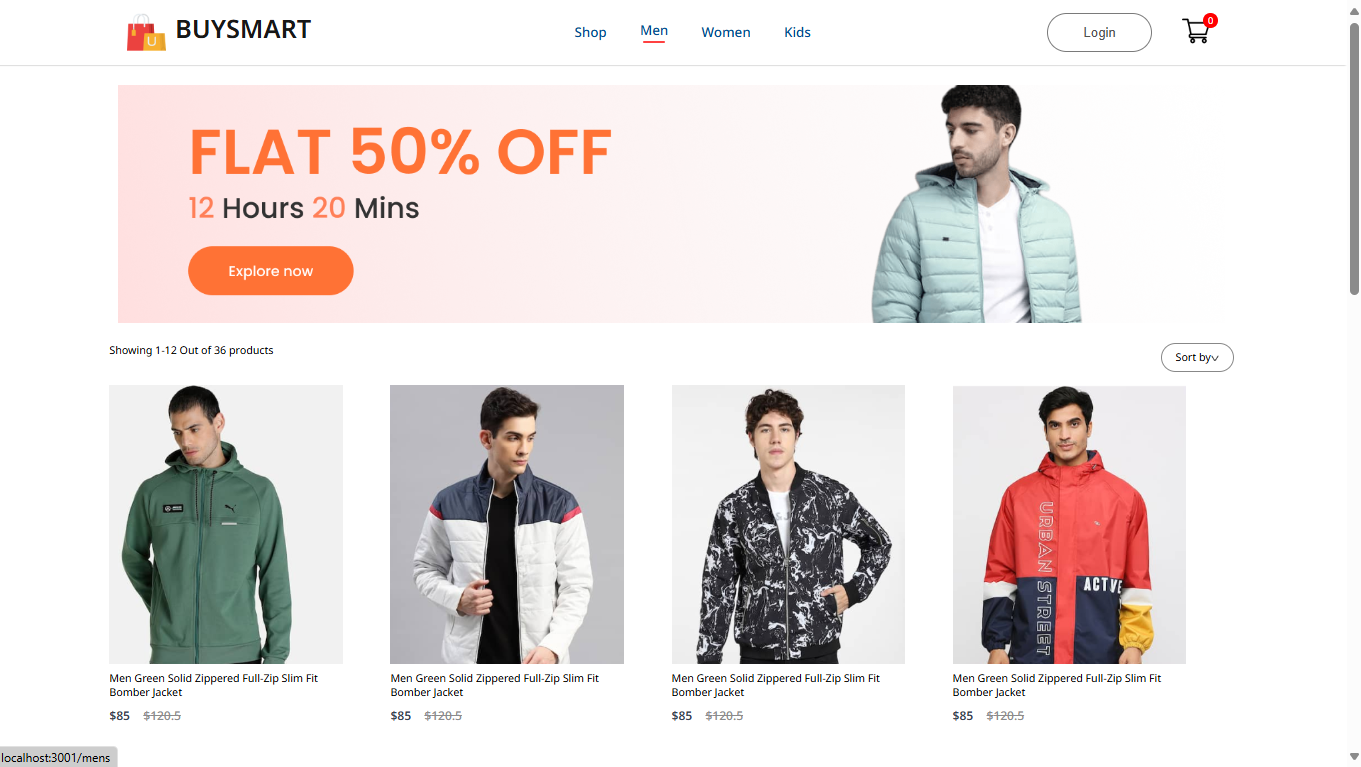 BUYSMART
Shop
Men
Women
Kids
Login
0
U
FLAT 50% OFF
12 Hours 20 Mins
Explore now
Showing 1-12 Out of 36 products
Sort by
URBAN STREET
ACTIVE
Men Green Solid Zippered Full-Zip Slim Fit
Bomber Jacket
$85 $120.5
Men Green Solid Zippered Full-Zip Slim Fit
Bomber Jacket
$85 $120.5
Men Green Solid Zippered Full-Zip Slim Fit
Bomber Jacket
$85 $120.5
Men Green Solid Zippered Full-Zip Slim Fit
Bomber Jacket
$85 $120.5
localhost:3001/mens